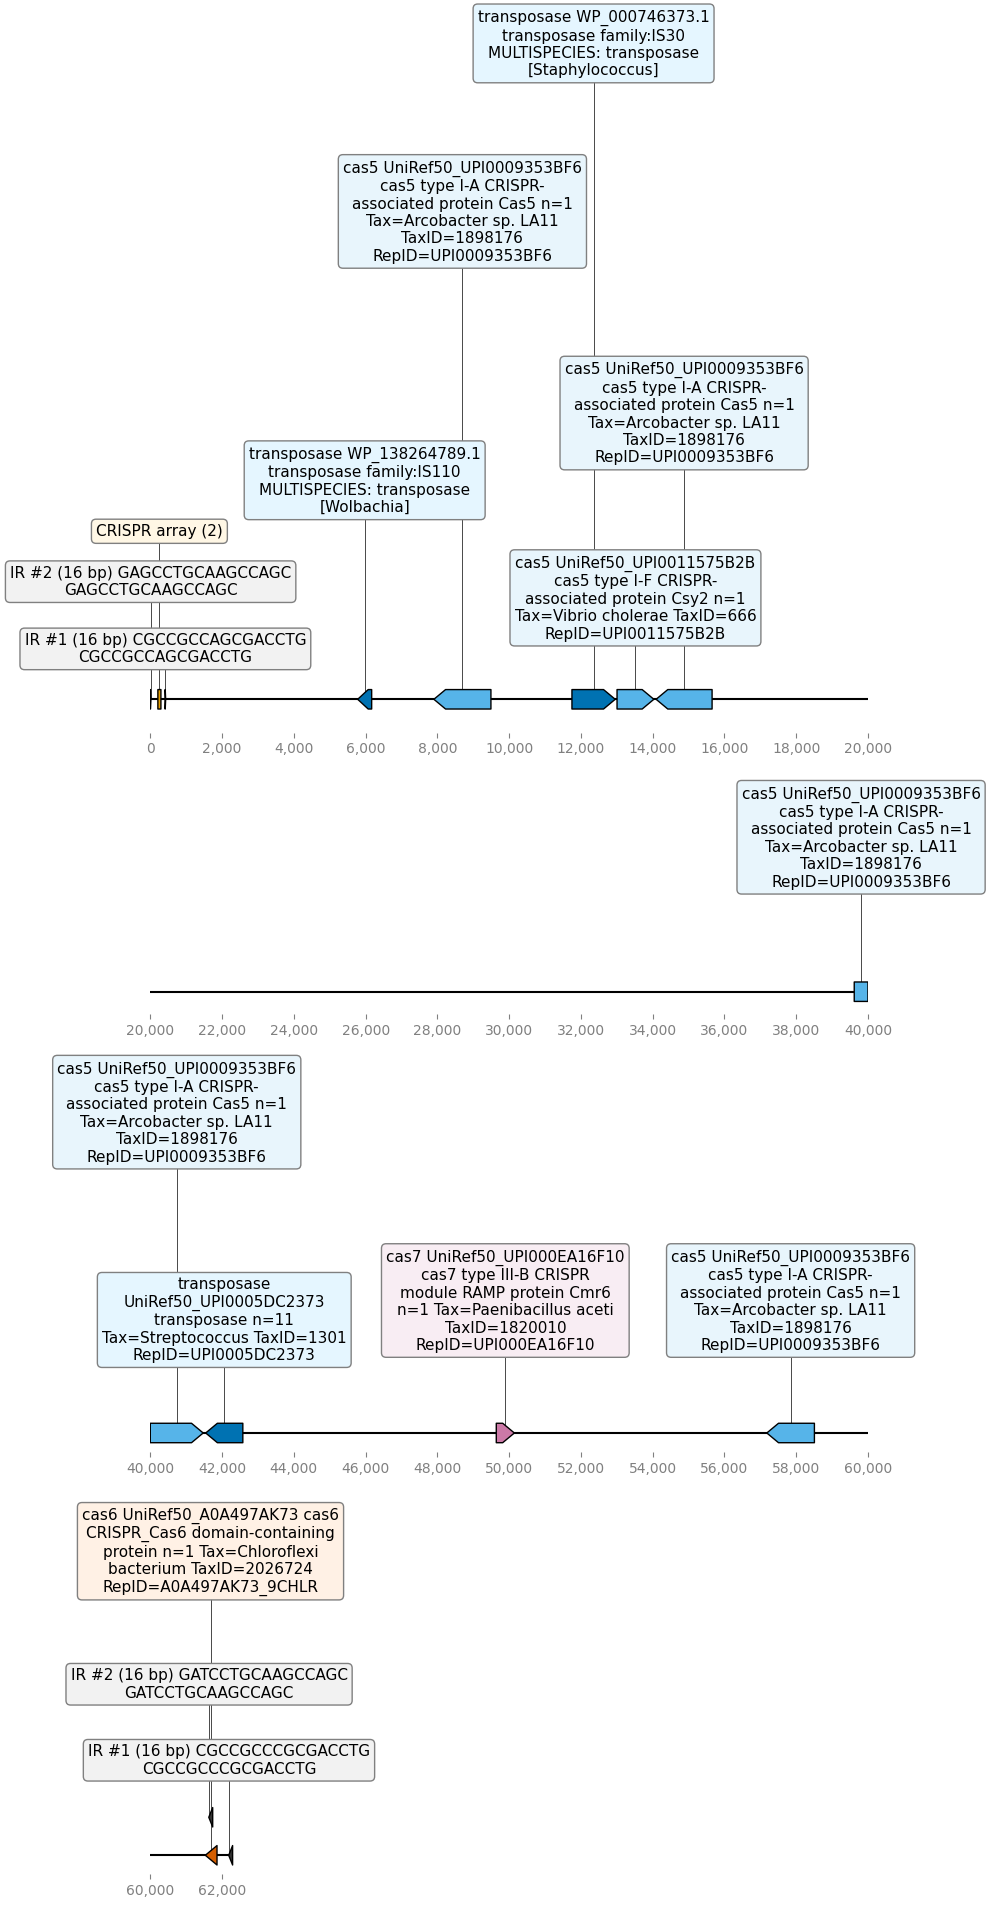 transposase WP_000746373.1
transposase family:IS30
MULTISPECIES: transposase
[Staphylococcus]
cas5 UniRef50_UPI0009353BF6
cas5 type I-A CRISPR-
associated protein Cas5 n=1
Tax=Arcobacter sp. LA11
TaxID=1898176
RepID=UPI0009353BF6
cas5 UniRef50_UPI0009353BF6
cas5 type I-A CRISPR-
associated protein Cas5 n=1
Tax=Arcobacter sp. LA11
TaxID=1898176
RepID=UPI0009353BF6
transposase WP_138264789.1
transposase family:IS110
MULTISPECIES: transposase
[Wolbachia]
CRISPR array (2)
IR #2 (16 bp) GAGCCTGCAAGCCAGC
GAGCCTGCAAGCCAGC
cas5 UniRef50_UPI0011575B2B
cas5 type I-F CRISPR-
associated protein Csy2 n=1
Tax=Vibrio cholerae TaxID=666
RepID=UPI0011575B2B
IR #1 (16 bp) CGCCGCCAGCGACCTG
CGCCGCCAGCGACCTG
0 2,000 4,000 6,000 8,000 10,000 12,000 14,000 16,000 18,000 20,000
cas5 UniRef50_UPI0009353BF6
cas5 type I-A CRISPR-
associated protein Cas5 n=1
Tax=Arcobacter sp. LA11
TaxID=1898176
RepID=UPI0009353BF6
20,000 22,000 24,000 26,000 28,000 30,000 32,000 34,000 36,000 38,000 40,000
cas5 UniRef50_UPI0009353BF6
cas5 type I-A CRISPR-
associated protein Cas5 n=1
Tax=Arcobacter sp. LA11
TaxID=1898176
RepID=UPI0009353BF6
transposase
UniRef50_UPI0005DC2373
transposase n=11
Tax=Streptococcus TaxID=1301
RepID=UPI0005DC2373
cas7 UniRef50_UPI000EA16F10
cas7 type III-B CRISPR
module RAMP protein Cmr6
n=1 Tax=Paenibacillus aceti
TaxID=1820010
RepID=UPI000EA16F10
cas5 UniRef50_UPI0009353BF6
cas5 type I-A CRISPR-
associated protein Cas5 n=1
Tax=Arcobacter sp. LA11
TaxID=1898176
RepID=UPI0009353BF6
40,000 42,000 44,000 46,000 48,000 50,000 52,000 54,000 56,000 58,000 60,000
cas6 UniRef50_A0A497AK73 cas6
CRISPR_Cas6 domain-containing
protein n=1 Tax=Chloroflexi
bacterium TaxID=2026724
RepID=A0A497AK73_9CHLR
IR #2 (16 bp) GATCCTGCAAGCCAGC
GATCCTGCAAGCCAGC
IR #1 (16 bp) CGCCGCCCGCGACCTG
CGCCGCCCGCGACCTG
60,000 62,000